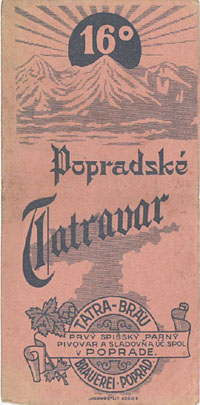 16°
Popradské
Tatravar
TATRA-BRÄU
PRVÝ SPIŠSKÝ PARNÝ
PIVOVAR A SLADOVŇA ÚČ. SPOL.
V POPRADE.
BRAUEREI-POPRAD